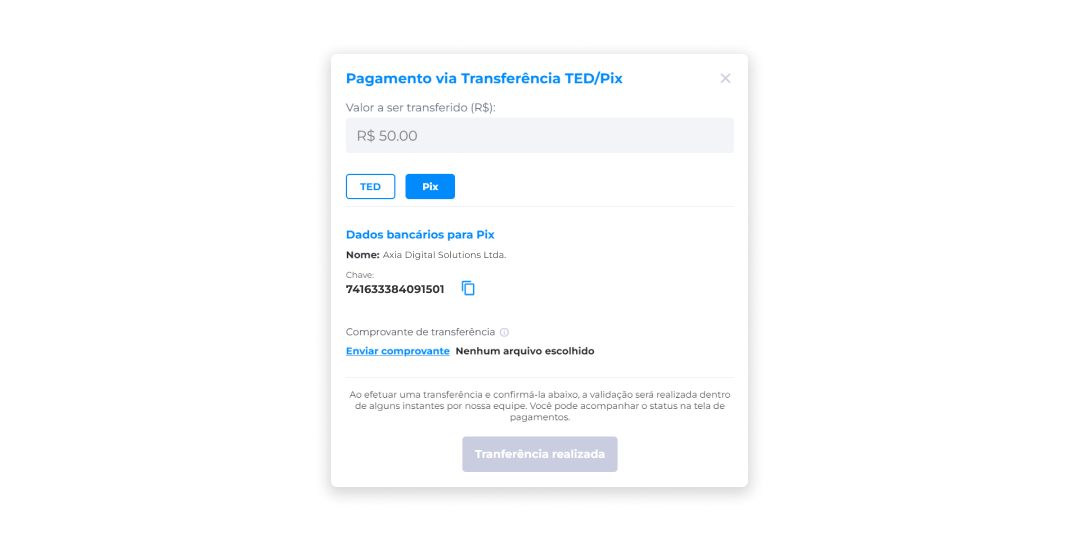 Pagamento via Transferência TED/Pix
Valor a ser transferido (R$):
R$ 50.00
TED
Pix
Dados bancários para Pix
Nome: Axia Digital Solutions Ltda.
Chave:
741633384091501
Comprovante de transferência
Enviar comprovante Nenhum arquivo escolhido
Ao efetuar uma transferência e confirmá-la abaixo, a validação será realizada dentro
de alguns instantes por nossa equipe. Você pode acompanhar o status na tela de
pagamentos.
Tranferência realizada